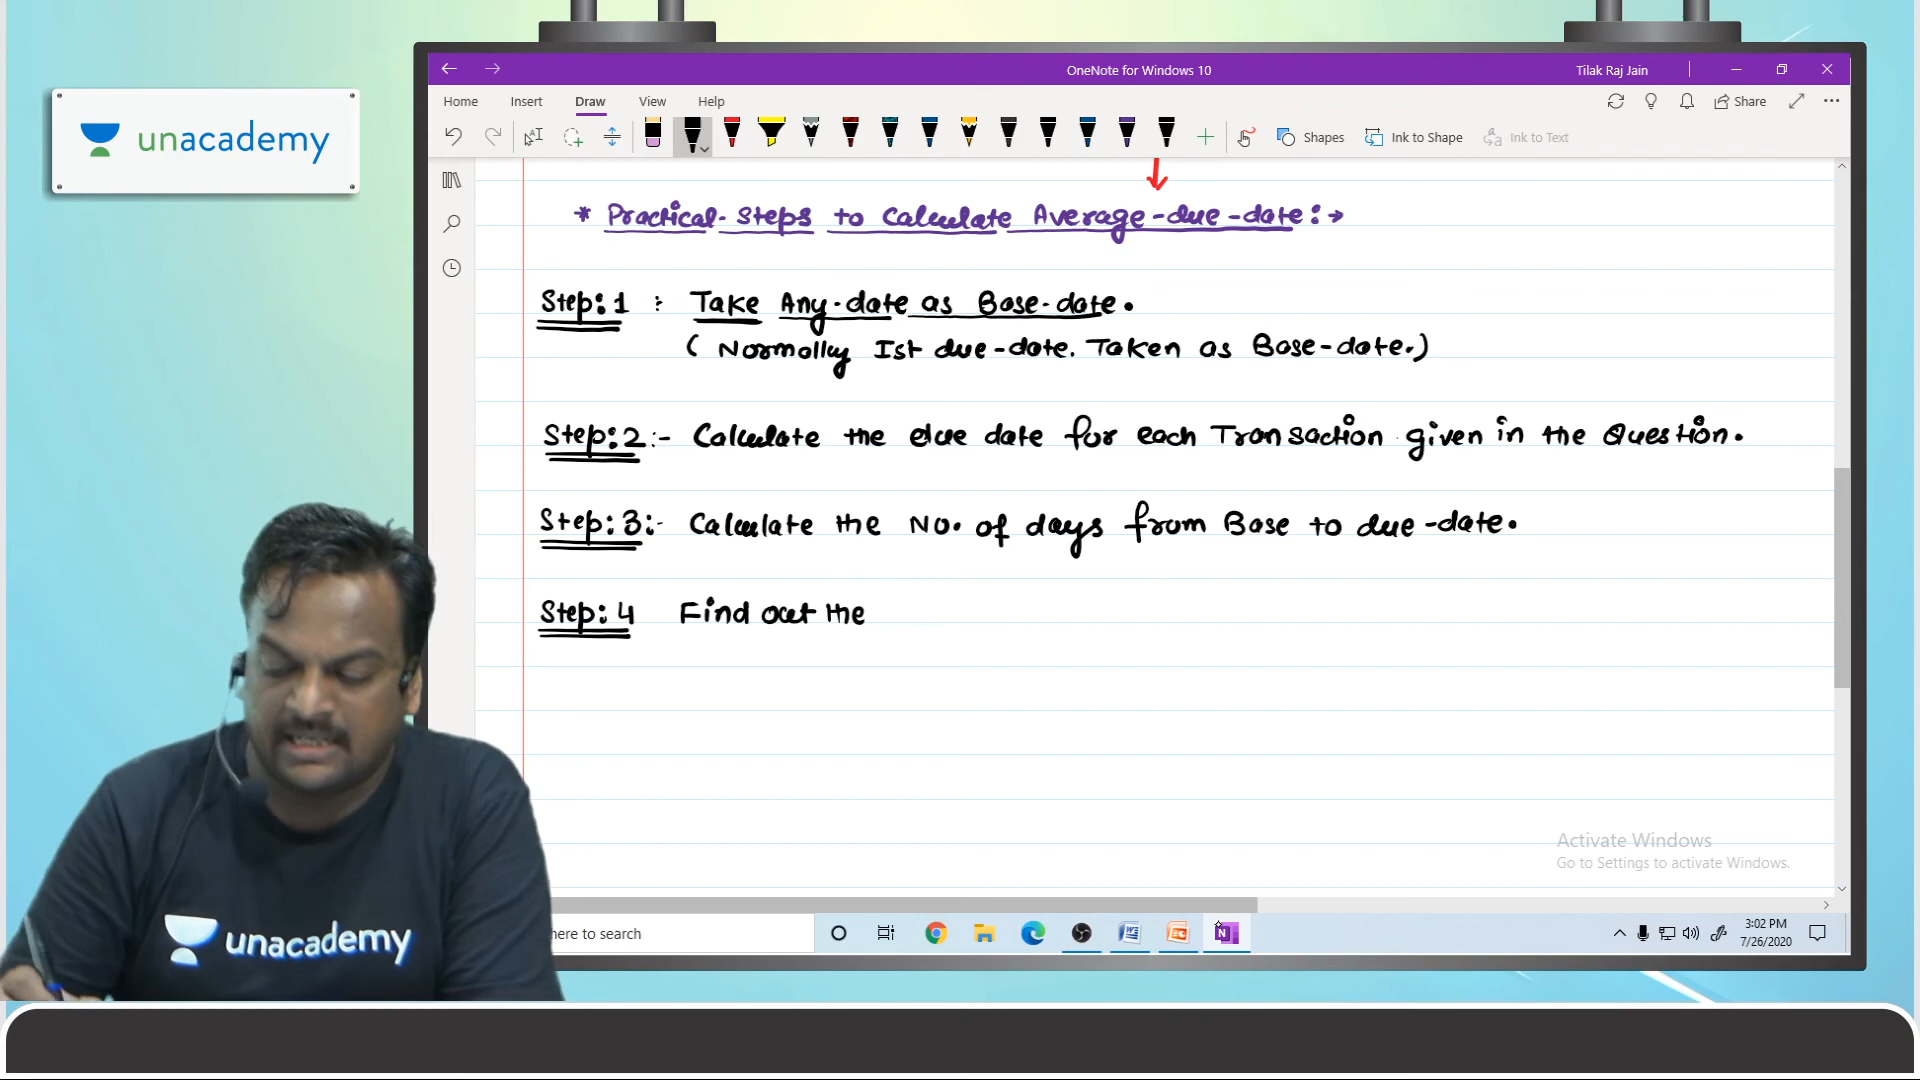 OneNote for Windows 10
Tilak Raj Jain
Home Insert Draw View Help
Share
Shapes
Ink to Shape
Ink to Text
unacademy
* Practical-Steps to Calculate Average-due-date:→
Step:1 : Take Any-date as Base-date.
( Normally Ist due-date. Taken as Base-date.)
Step:2:- Calculate the due date for each Transaction given in the Question.
Step:3:- Calculate the No. of days from Base to due-date.
Step:4 Find out the
Activate Windows
Go to Settings to activate Windows.
unacademy
here to search
3:02 PM
7/26/2020